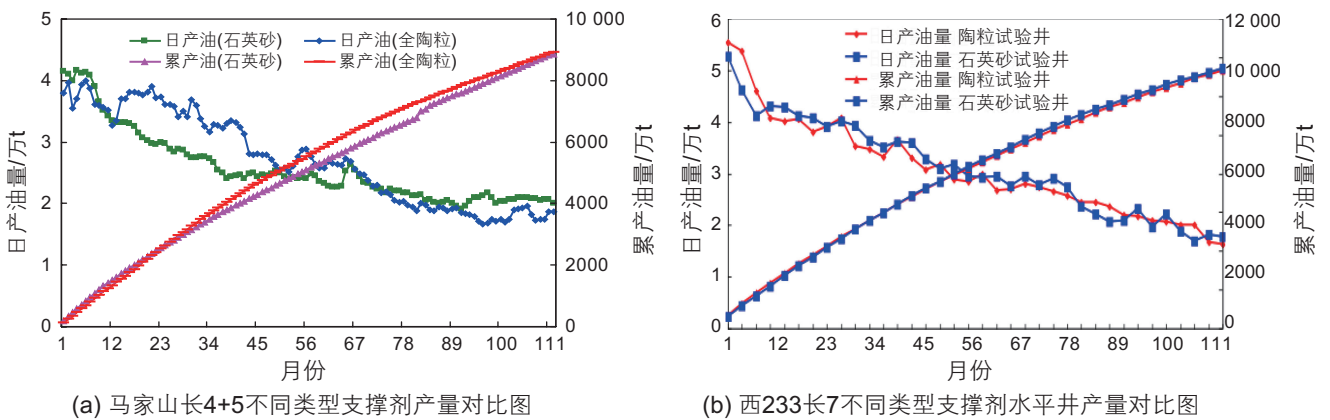 5
4
3
2
1
0
日产油量/万t
10 000
8000
6000
4000
2000
0
累产油量/万t
日产油(石英砂)
日产油(全陶粒)
累产油(石英砂)
累产油(全陶粒)
1 12 23 34 45 56 67 78 89 100 111
月份
(a) 马家山长4+5不同类型支撑剂产量对比图
6
5
4
3
2
1
0
日产油量/万t
12 000
10 000
8000
6000
4000
2000
0
累产油量/万t
日产油量 陶粒试验井
日产油量 石英砂试验井
累产油量 陶粒试验井
累产油量 石英砂试验井
1 12 23 34 45 56 67 78 89 100 111
月份
(b) 西233长7不同类型支撑剂水平井产量对比图